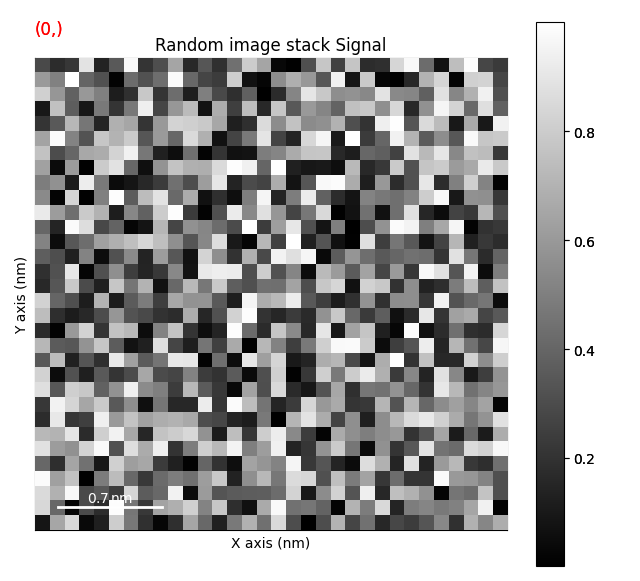 (0,)
Random image stack Signal
0.8
0.6
0.4
0.2
Y axis (nm)
0.7 nm
X axis (nm)